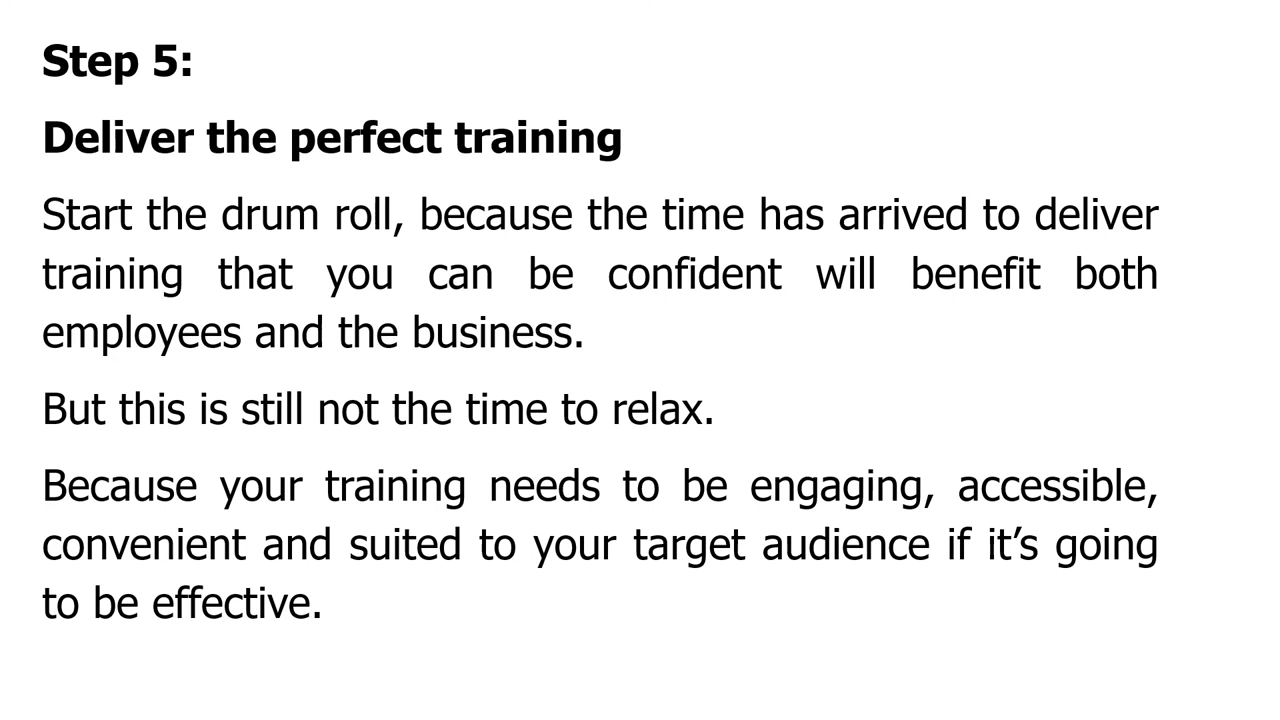 Step 5:
Deliver the perfect training
Start the drum roll, because the time has arrived to deliver
training that you can be confident will benefit both
employees and the business.
But this is still not the time to relax.
Because your training needs to be engaging, accessible,
convenient and suited to your target audience if it’s going
to be effective.